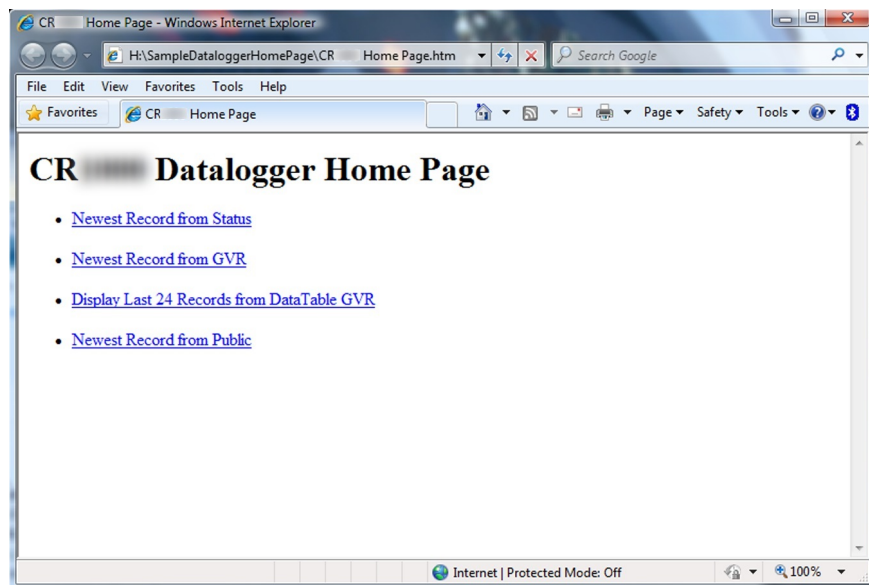 CR Home Page - Windows Internet Explorer
H:\SampleDataloggerHomePage\CR Home Page.htm Search Google
File Edit View Favorites Tools Help
Favorites CR Home Page Page Safety Tools
CR Datalogger Home Page
Newest Record from Status
Newest Record from GVR
Display Last 24 Records from DataTable GVR
Newest Record from Public
Internet | Protected Mode: Off 100%